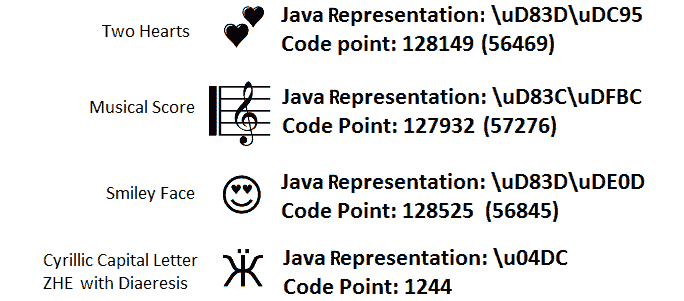 Two Hearts
💕
Java Representation: \uD83D\uDC95
Code point: 128149 (56469)
Musical Score
🎼
Java Representation: \uD83C\uDFBC
Code Point: 127932 (57276)
Smiley Face
😍
Java Representation: \uD83D\uDE0D
Code Point: 128525 (56845)
Cyrillic Capital Letter
ZHE with Diaeresis
Ӝ
Java Representation: \u04DC
Code Point: 1244